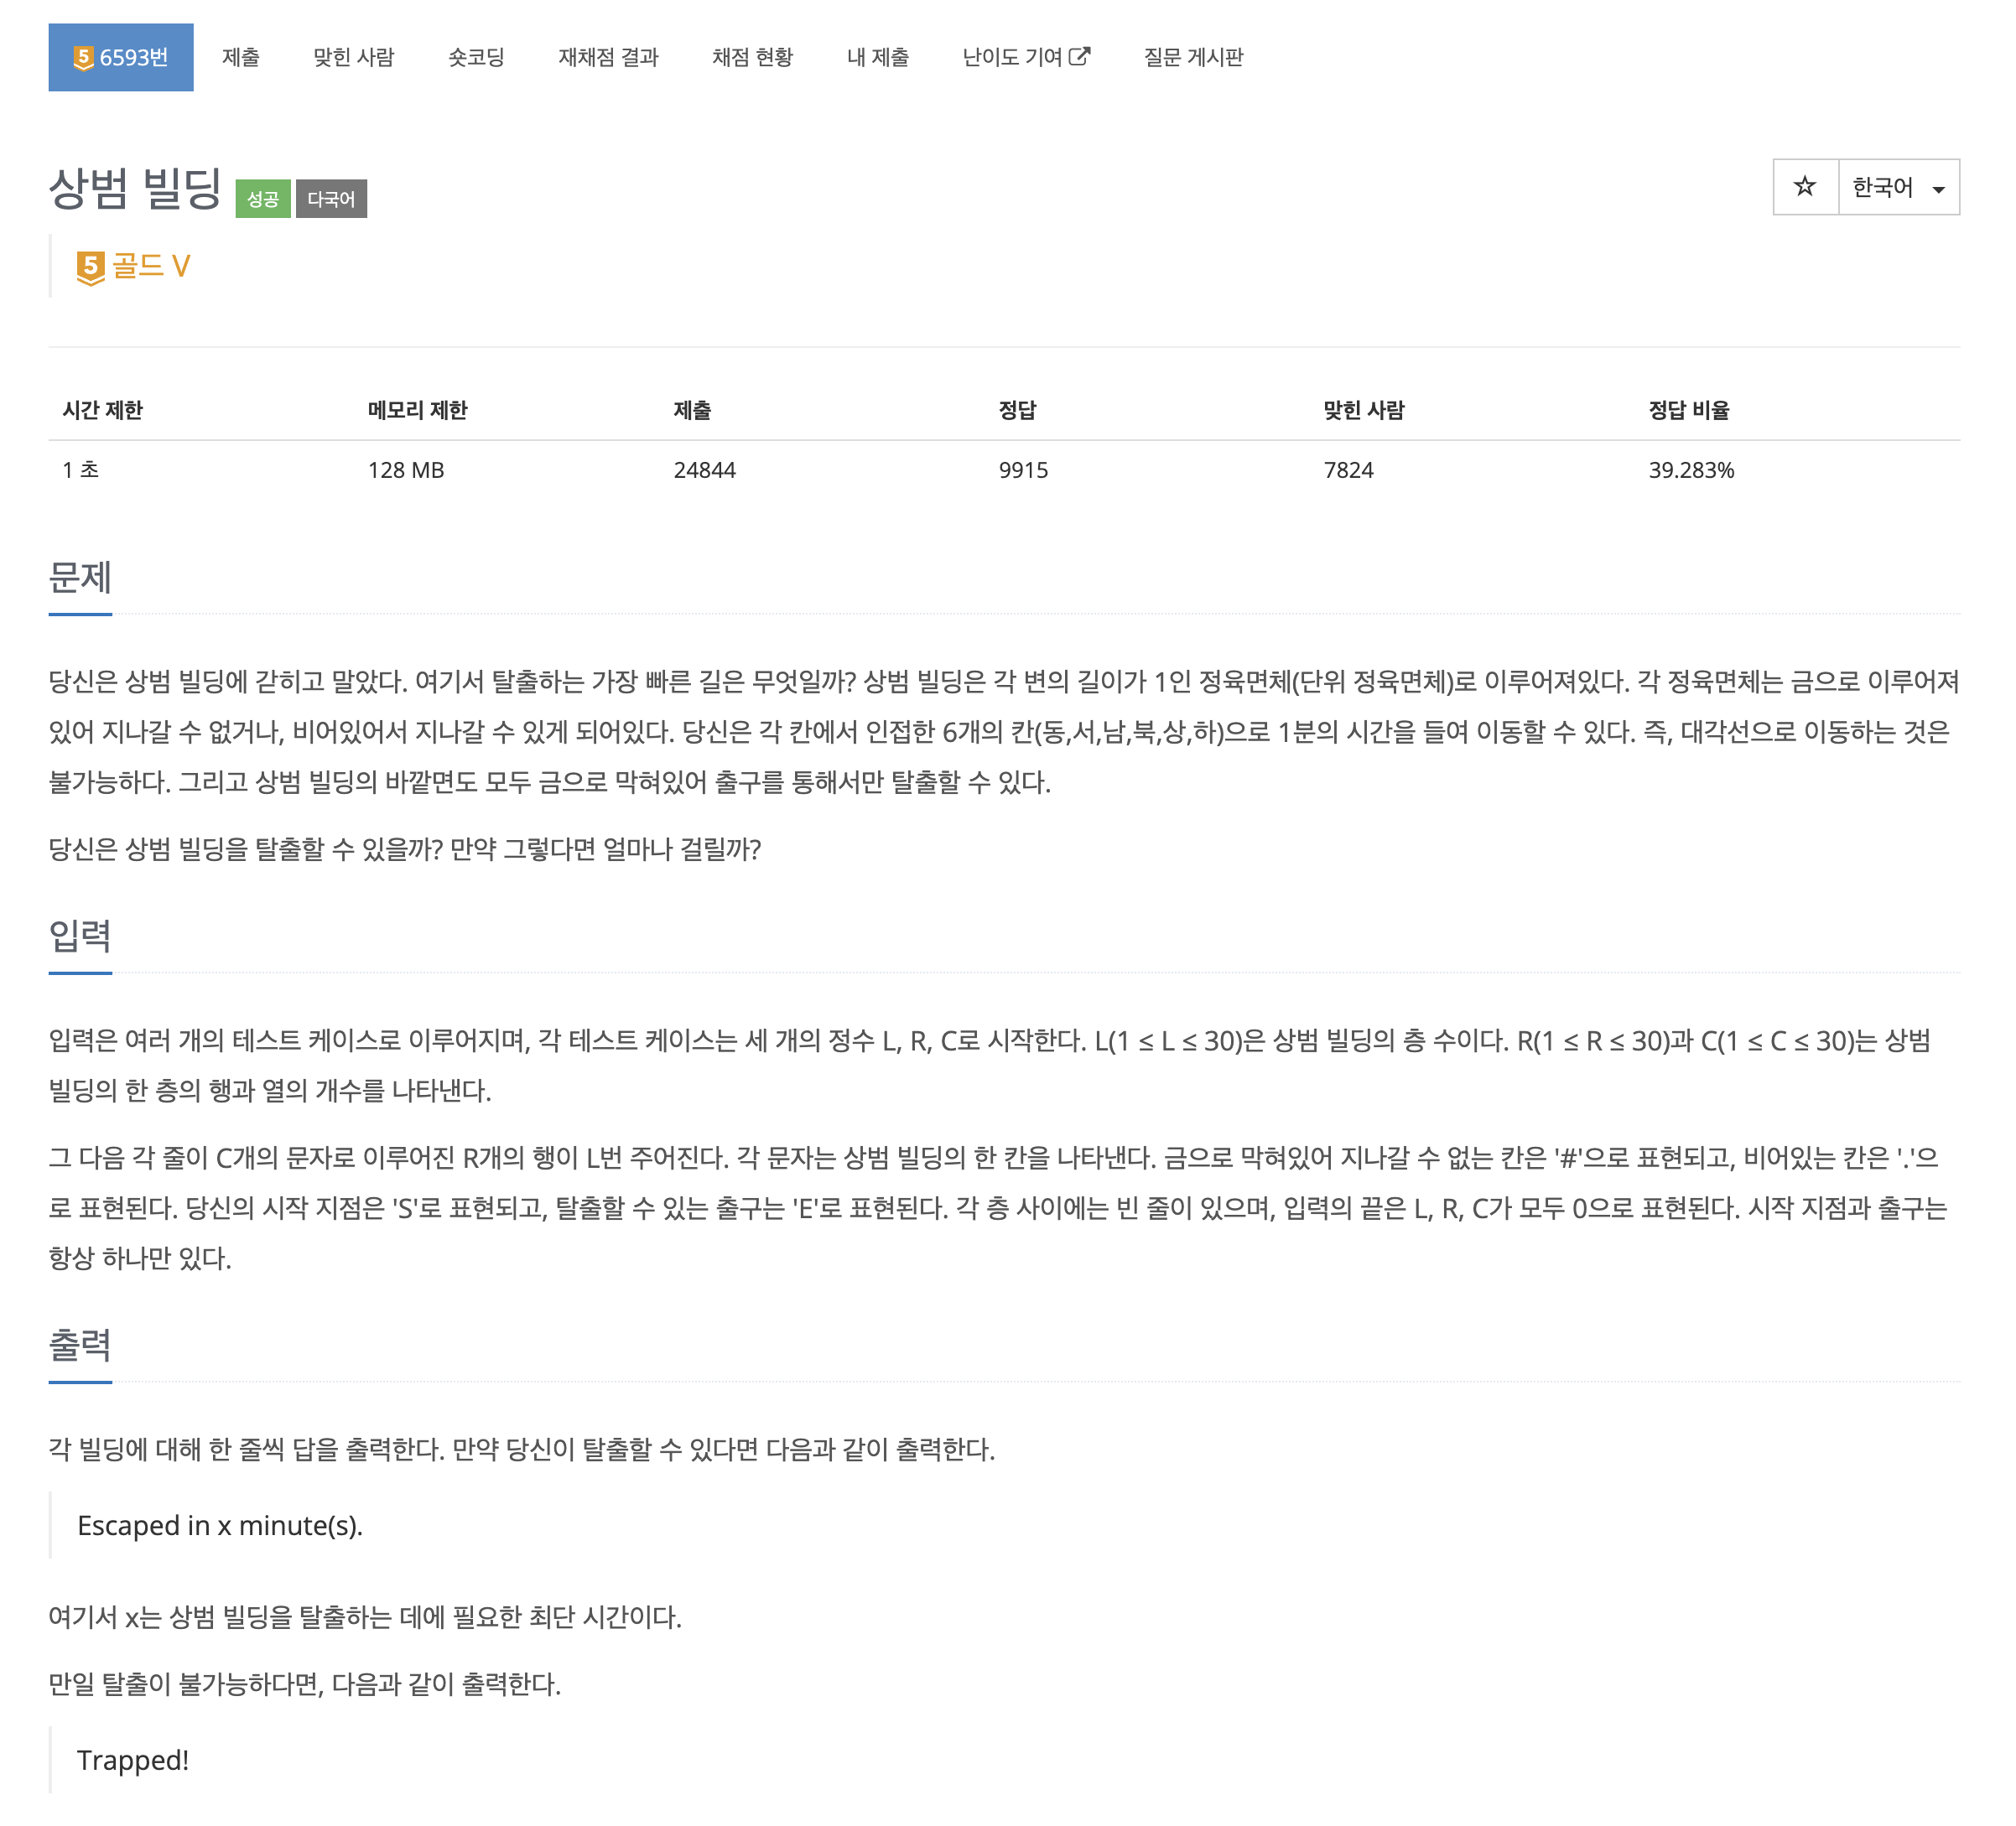 5 6593번 제출 맞힌 사람 숏코딩 재채점 결과 채점 현황 내 제출 난이도 기여 질문 게시판
상범 빌딩 성공 다국어 ☆ 한국어
5 골드 V
시간 제한 메모리 제한 제출 정답 맞힌 사람 정답 비율
1 초 128 MB 24844 9915 7824 39.283%
문제
당신은 상범 빌딩에 갇히고 말았다. 여기서 탈출하는 가장 빠른 길은 무엇일까? 상범 빌딩은 각 변의 길이가 1인 정육면체(단위 정육면체)로 이루어져있다. 각 정육면체는 금으로 이루어져
있어 지나갈 수 없거나, 비어있어서 지나갈 수 있게 되어있다. 당신은 각 칸에서 인접한 6개의 칸(동,서,남,북,상,하)으로 1분의 시간을 들여 이동할 수 있다. 즉, 대각선으로 이동하는 것은
불가능하다. 그리고 상범 빌딩의 바깥면도 모두 금으로 막혀있어 출구를 통해서만 탈출할 수 있다.
당신은 상범 빌딩을 탈출할 수 있을까? 만약 그렇다면 얼마나 걸릴까?
입력
입력은 여러 개의 테스트 케이스로 이루어지며, 각 테스트 케이스는 세 개의 정수 L, R, C로 시작한다. L(1 ≤ L ≤ 30)은 상범 빌딩의 층 수이다. R(1 ≤ R ≤ 30)과 C(1 ≤ C ≤ 30)는 상범
빌딩의 한 층의 행과 열의 개수를 나타낸다.
그 다음 각 줄이 C개의 문자로 이루어진 R개의 행이 L번 주어진다. 각 문자는 상범 빌딩의 한 칸을 나타낸다. 금으로 막혀있어 지나갈 수 없는 칸은 '#'으로 표현되고, 비어있는 칸은 '.'으
로 표현된다. 당신의 시작 지점은 'S'로 표현되고, 탈출할 수 있는 출구는 'E'로 표현된다. 각 층 사이에는 빈 줄이 있으며, 입력의 끝은 L, R, C가 모두 0으로 표현된다. 시작 지점과 출구는
항상 하나만 있다.
출력
각 빌딩에 대해 한 줄씩 답을 출력한다. 만약 당신이 탈출할 수 있다면 다음과 같이 출력한다.
Escaped in x minute(s).
여기서 x는 상범 빌딩을 탈출하는 데에 필요한 최단 시간이다.
만일 탈출이 불가능하다면, 다음과 같이 출력한다.
Trapped!